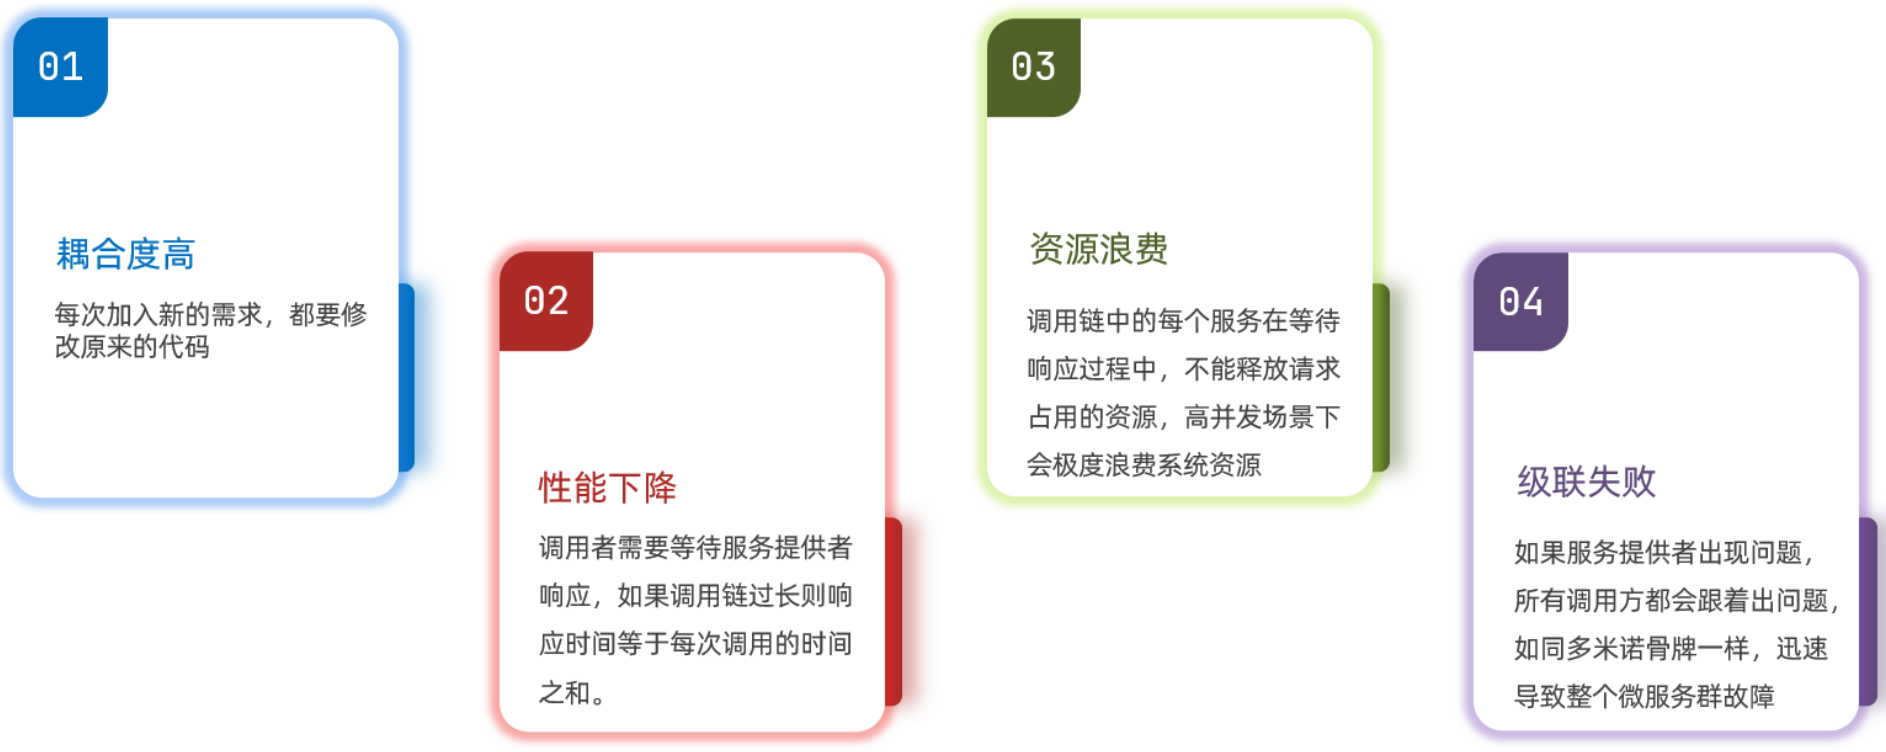 01
耦合度高
每次加入新的需求，都要修
改原来的代码
02
性能下降
调用者需要等待服务提供者
响应，如果调用链过长则响
应时间等于每次调用的时间
之和。
03
资源浪费
调用链中的每个服务在等待
响应过程中，不能释放请求
占用的资源，高并发场景下
会极度浪费系统资源
04
级联失败
如果服务提供者出现问题，
所有调用方都会跟着出问题，
如同多米诺骨牌一样，迅速
导致整个微服务群故障